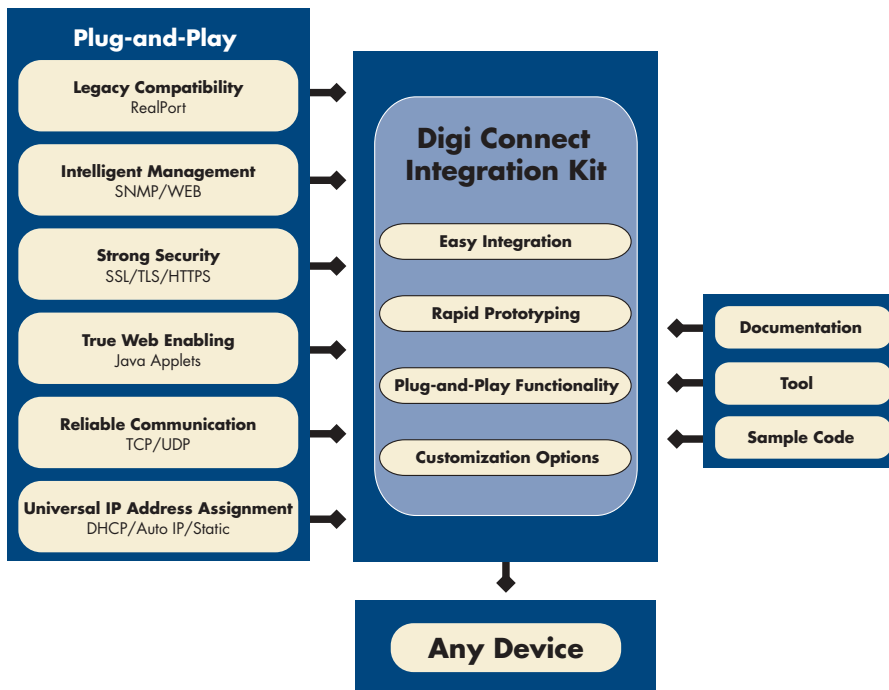 Plug-and-Play
Legacy Compatibility
RealPort
Intelligent Management
SNMP/WEB
Strong Security
SSL/TLS/HTTPS
True Web Enabling
Java Applets
Reliable Communication
TCP/UDP
Universal IP Address Assignment
DHCP/Auto IP/Static
Digi Connect
Integration Kit
Easy Integration
Rapid Prototyping
Plug-and-Play Functionality
Customization Options
Documentation
Tool
Sample Code
Any Device